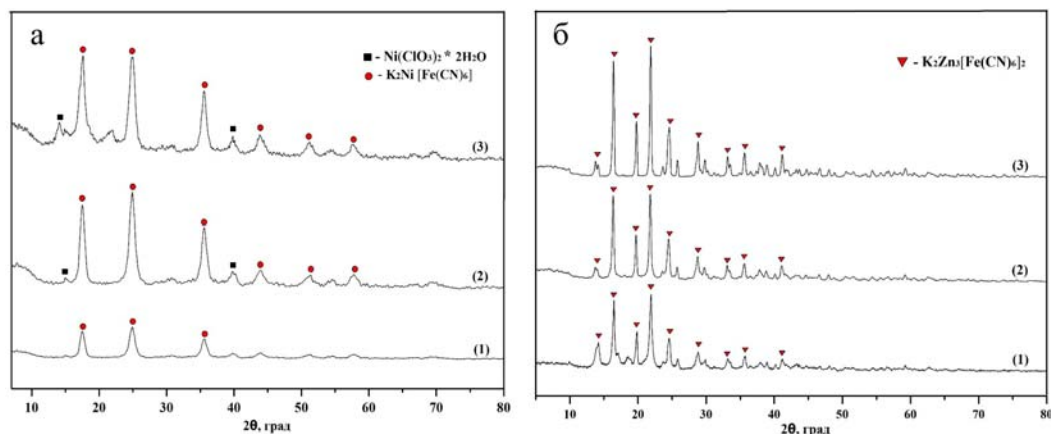 а
■ - Ni(ClO₃)₂ * 2H₂O
● - K₂Ni [Fe(CN)₆]
(3)
(2)
(1)
10 20 30 40 50 60 70 80
2θ, град
б
▼ - K₂Zn₃[Fe(CN)₆]₂
(3)
(2)
(1)
10 20 30 40 50 60 70 80
2θ, град